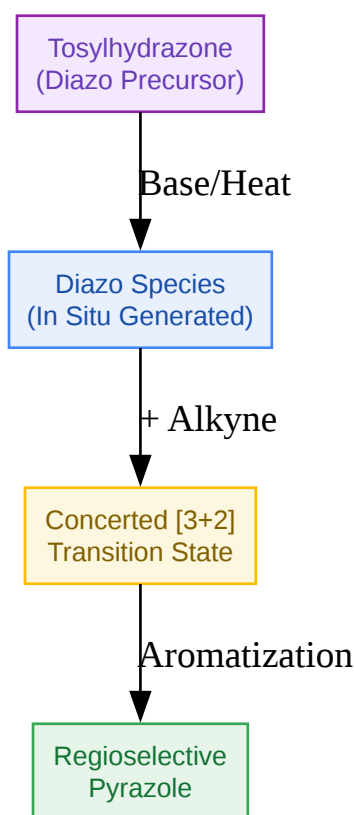 Tosylhydrazone
(Diazo Precursor)
Base/Heat
Diazo Species
(In Situ Generated)
+ Alkyne
Concerted [3+2]
Transition State
Aromatization
Regioselective
Pyrazole